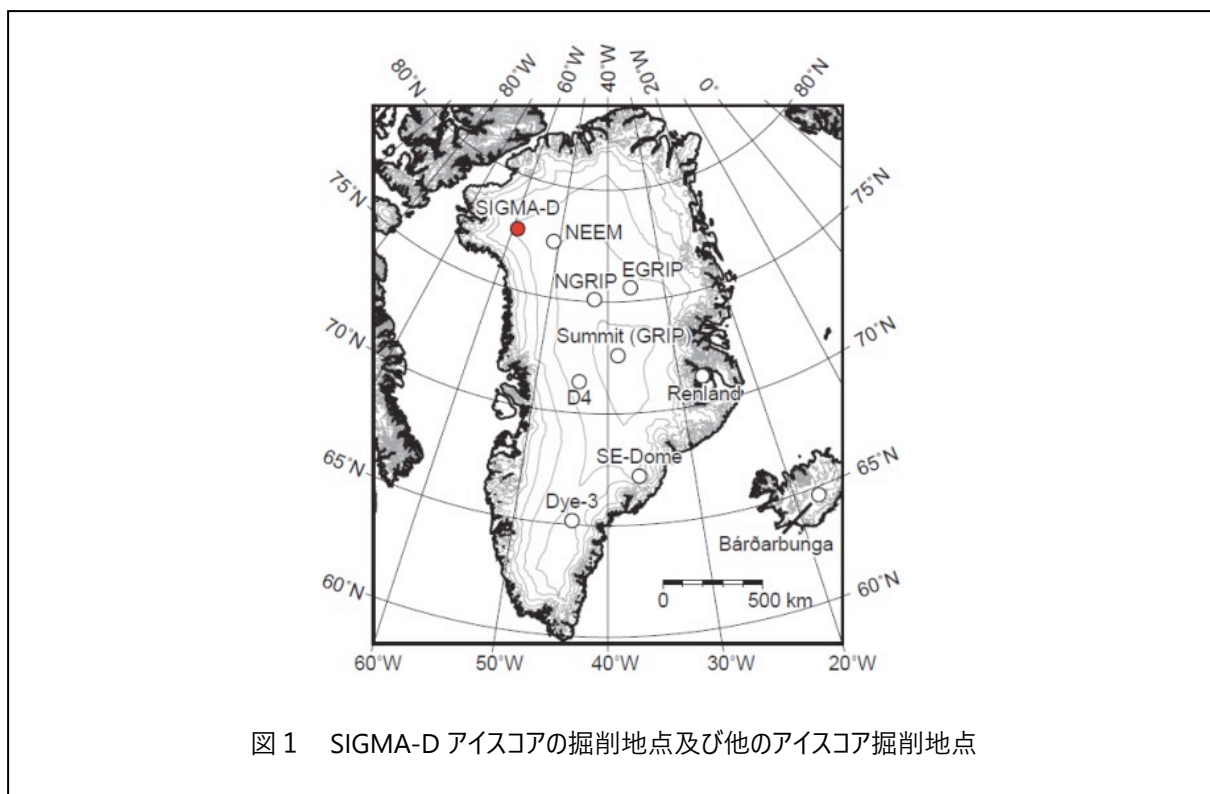 80°N
80°W
60°W
40°W
20°W
0°
80°N
75°N
75°N
SIGMA-D
NEEM
NGRIP
EGRIP
70°N
70°N
Summit (GRIP)
D4
Renland
65°N
65°N
SE-Dome
Dye-3
Bárðarbunga
60°N
60°N
0 500 km
60°W 50°W 40°W 30°W 20°W
図1 SIGMA-D アイスコアの掘削地点及び他のアイスコア掘削地点